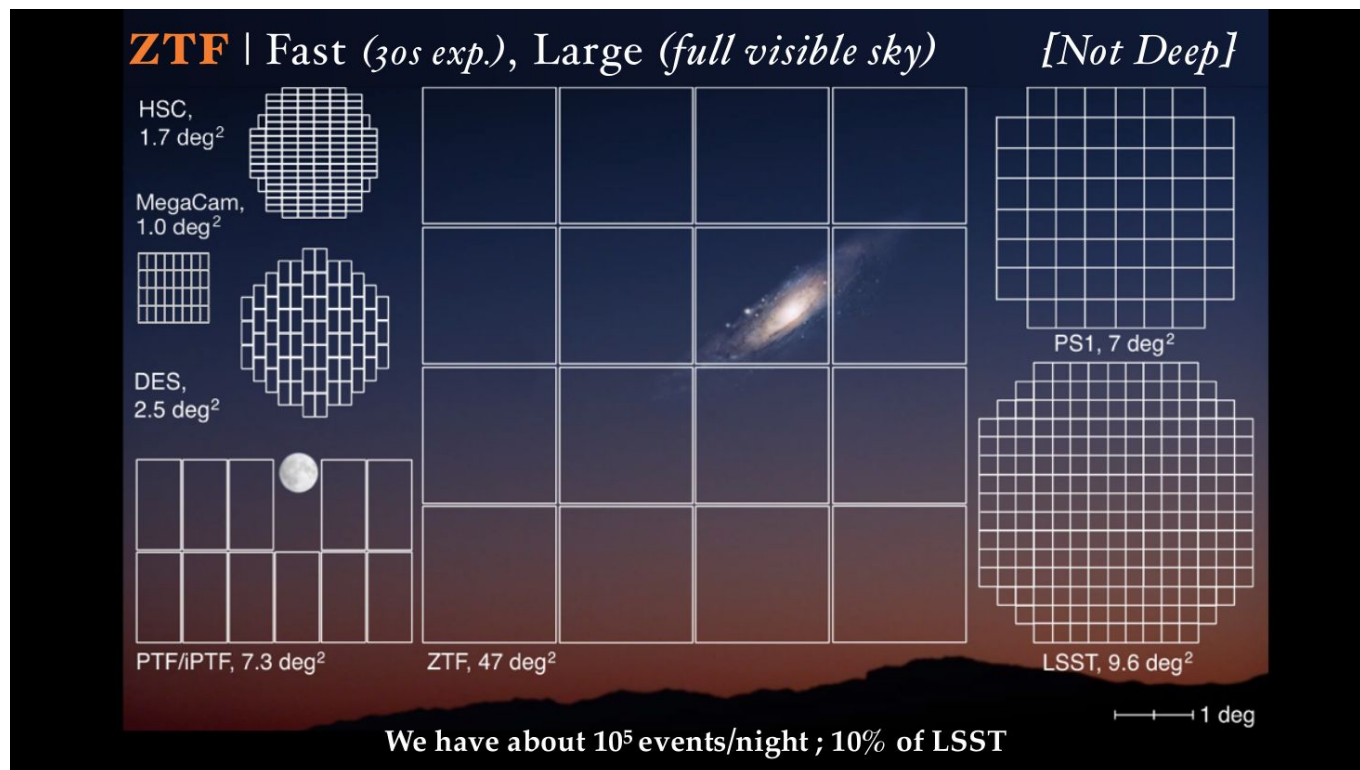 ZTF | Fast (30s exp.), Large (full visible sky) [Not Deep]
HSC,
1.7 deg²
MegaCam,
1.0 deg²
DES,
2.5 deg²
PTF/iPTF, 7.3 deg²
ZTF, 47 deg²
PS1, 7 deg²
LSST, 9.6 deg²
1 deg
We have about 10⁵ events/night ; 10% of LSST